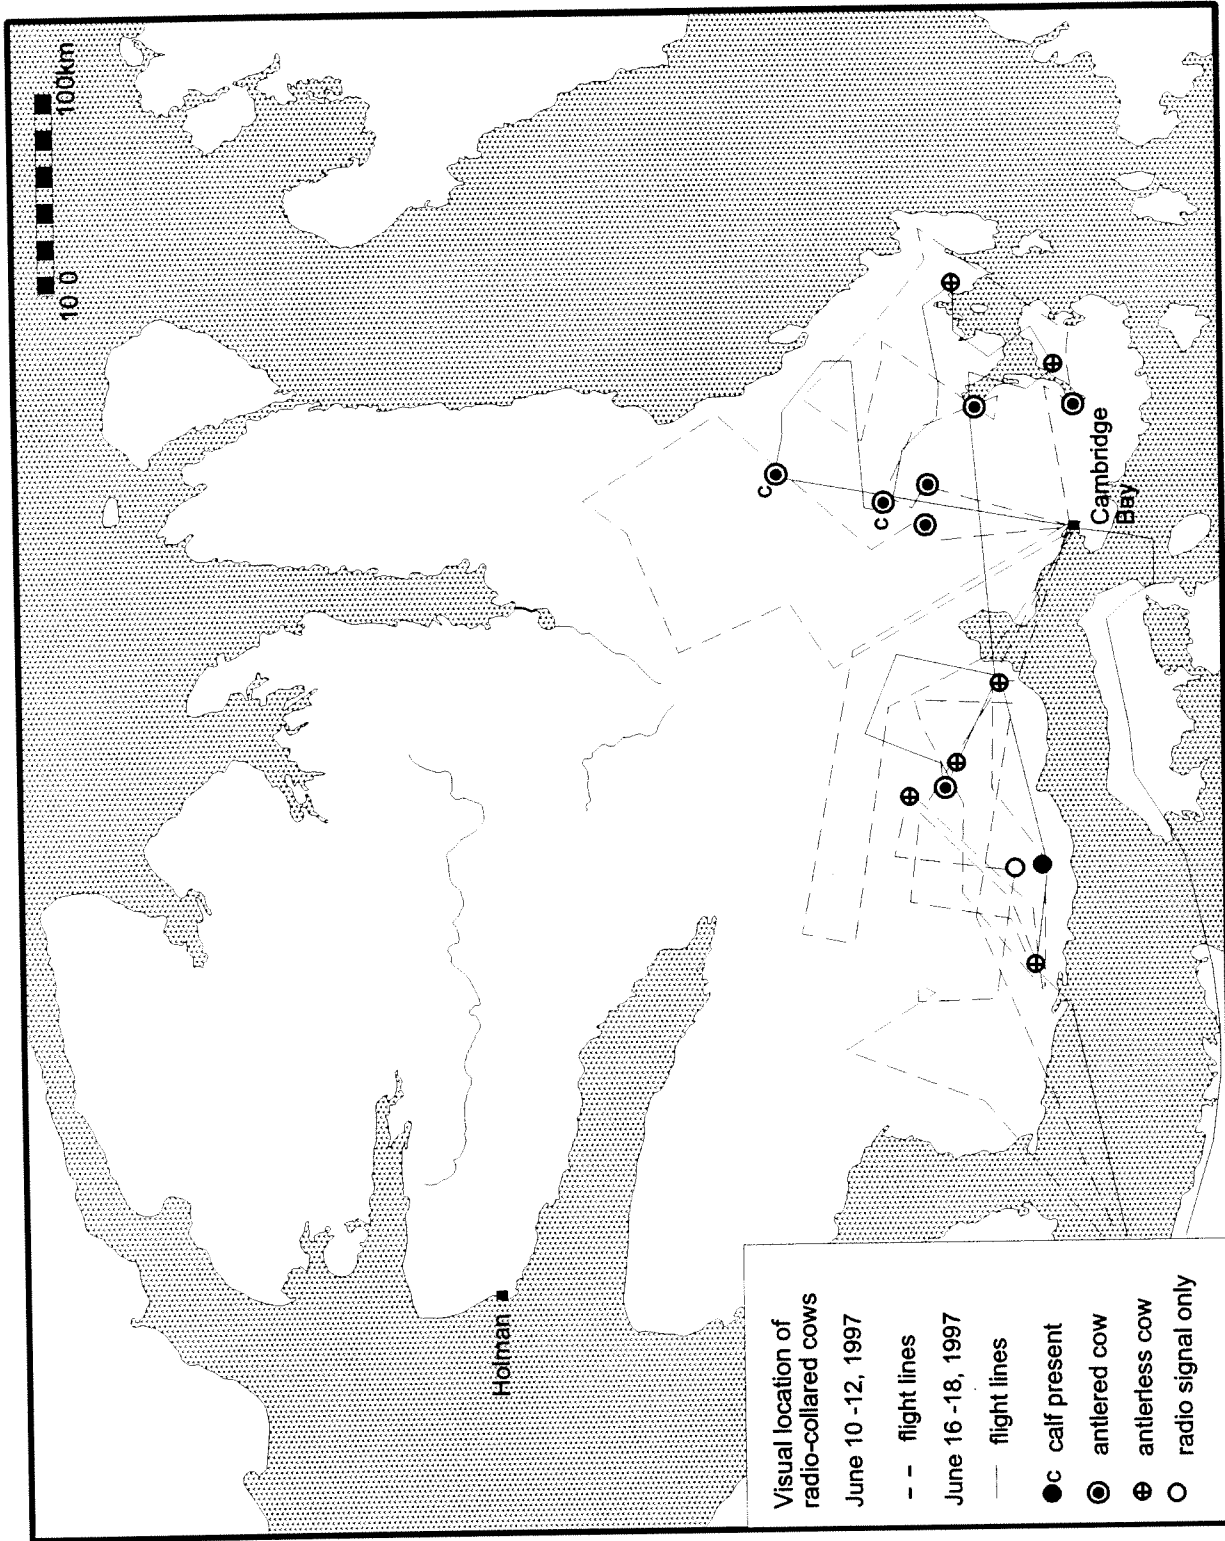 10 0 100km
Holman
Cambridge
Bay
c
c
Visual location of
radio-collared cows
June 10 -12, 1997
- - flight lines
June 16 -18, 1997
— flight lines
c calf present
antlered cow
antlerless cow
radio signal only